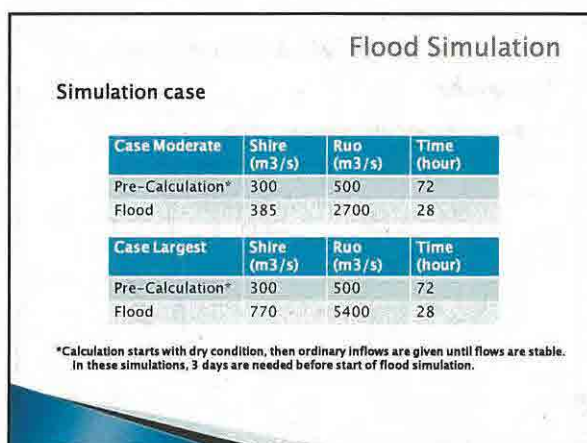 Flood Simulation
Simulation case
Case Moderate Shire (m3/s) Ruo (m3/s) Time (hour)
Pre-Calculation* 300 500 72
Flood 385 2700 28
Case Largest Shire (m3/s) Ruo (m3/s) Time (hour)
Pre-Calculation* 300 500 72
Flood 770 5400 28
*Calculation starts with dry condition, then ordinary inflows are given until flows are stable.
In these simulations, 3 days are needed before start of flood simulation.